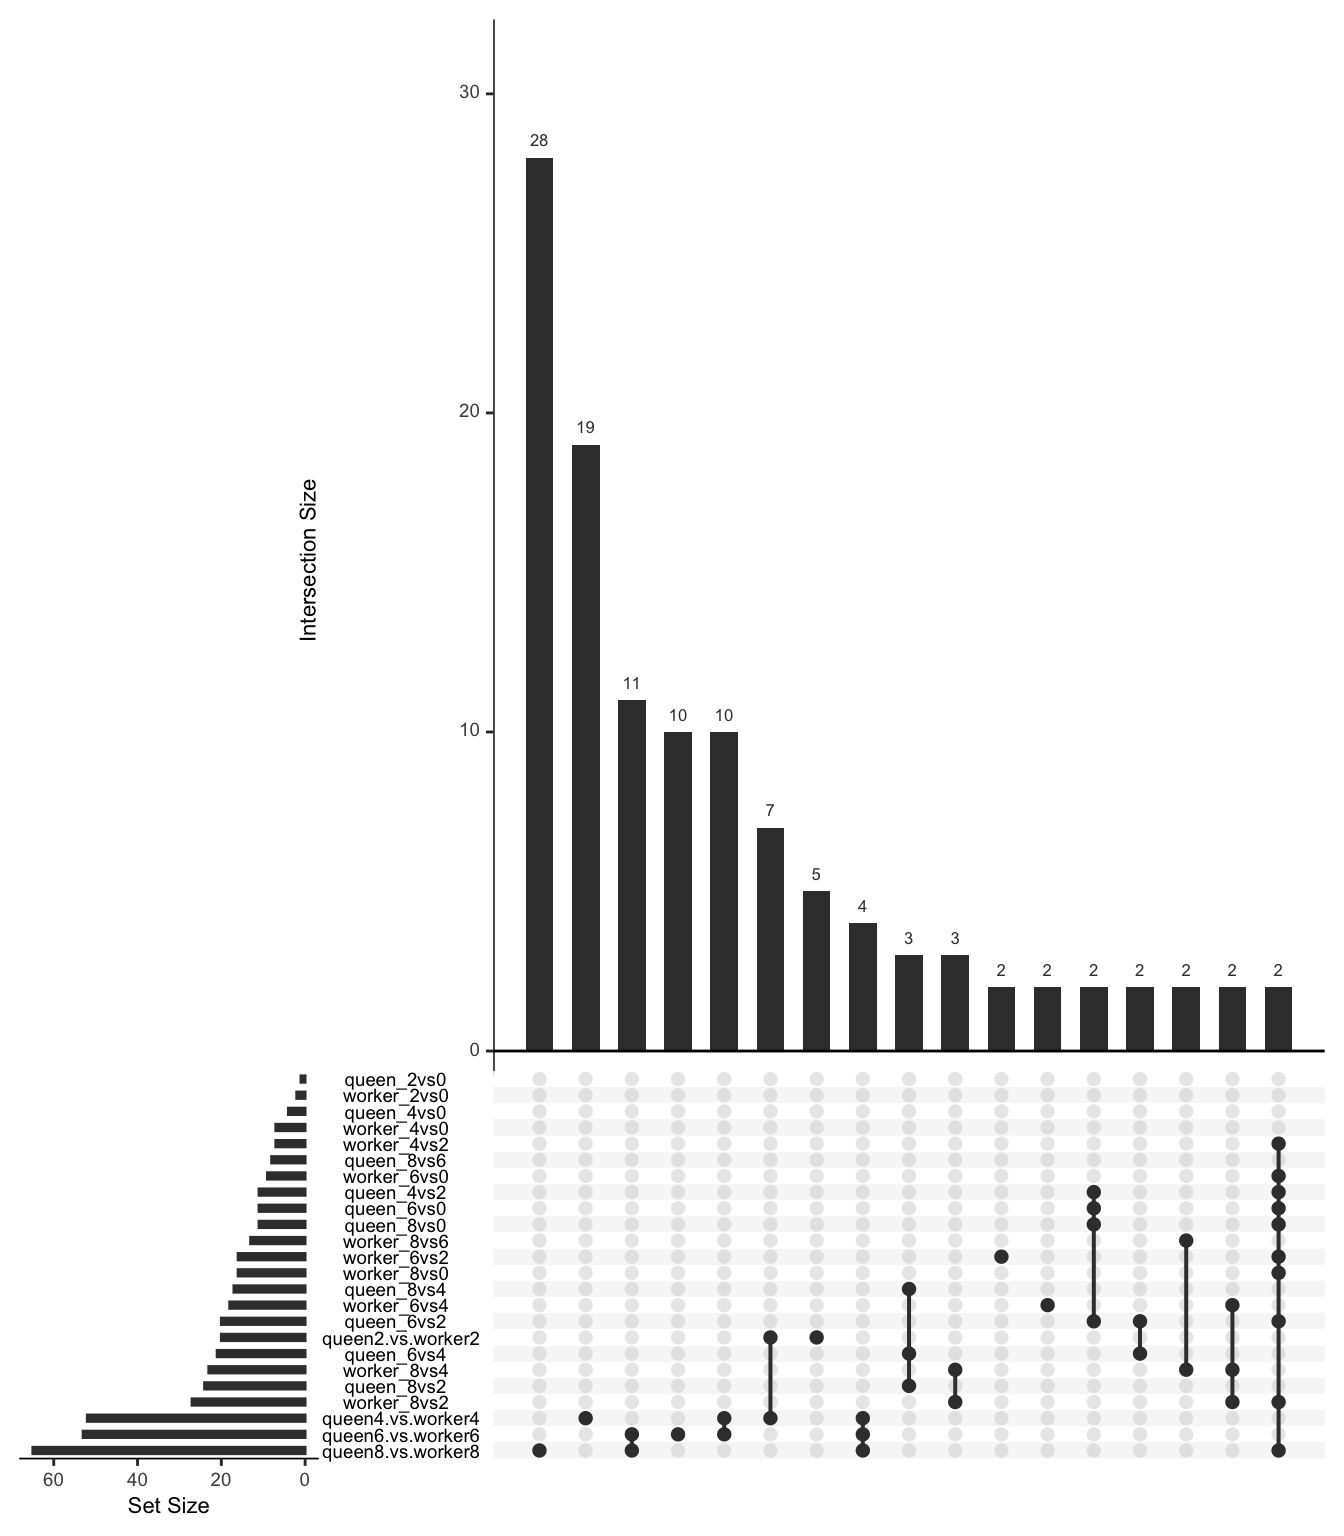 30
28
20
19
Intersection Size
11
10 10
10
7
5
4
3 3
2 2 2 2 2 2 2
0
queen_2vs0
worker_2vs0
queen_4vs0
worker_4vs0
worker_4vs2
queen_8vs6
worker_6vs0
queen_4vs2
queen_6vs0
queen_8vs0
worker_8vs6
worker_6vs2
worker_8vs0
queen_8vs4
worker_6vs4
queen_6vs2
queen2.vs.worker2
queen_6vs4
worker_8vs4
queen_8vs2
worker_8vs2
queen4.vs.worker4
queen6.vs.worker6
queen8.vs.worker8
60 40 20 0
Set Size